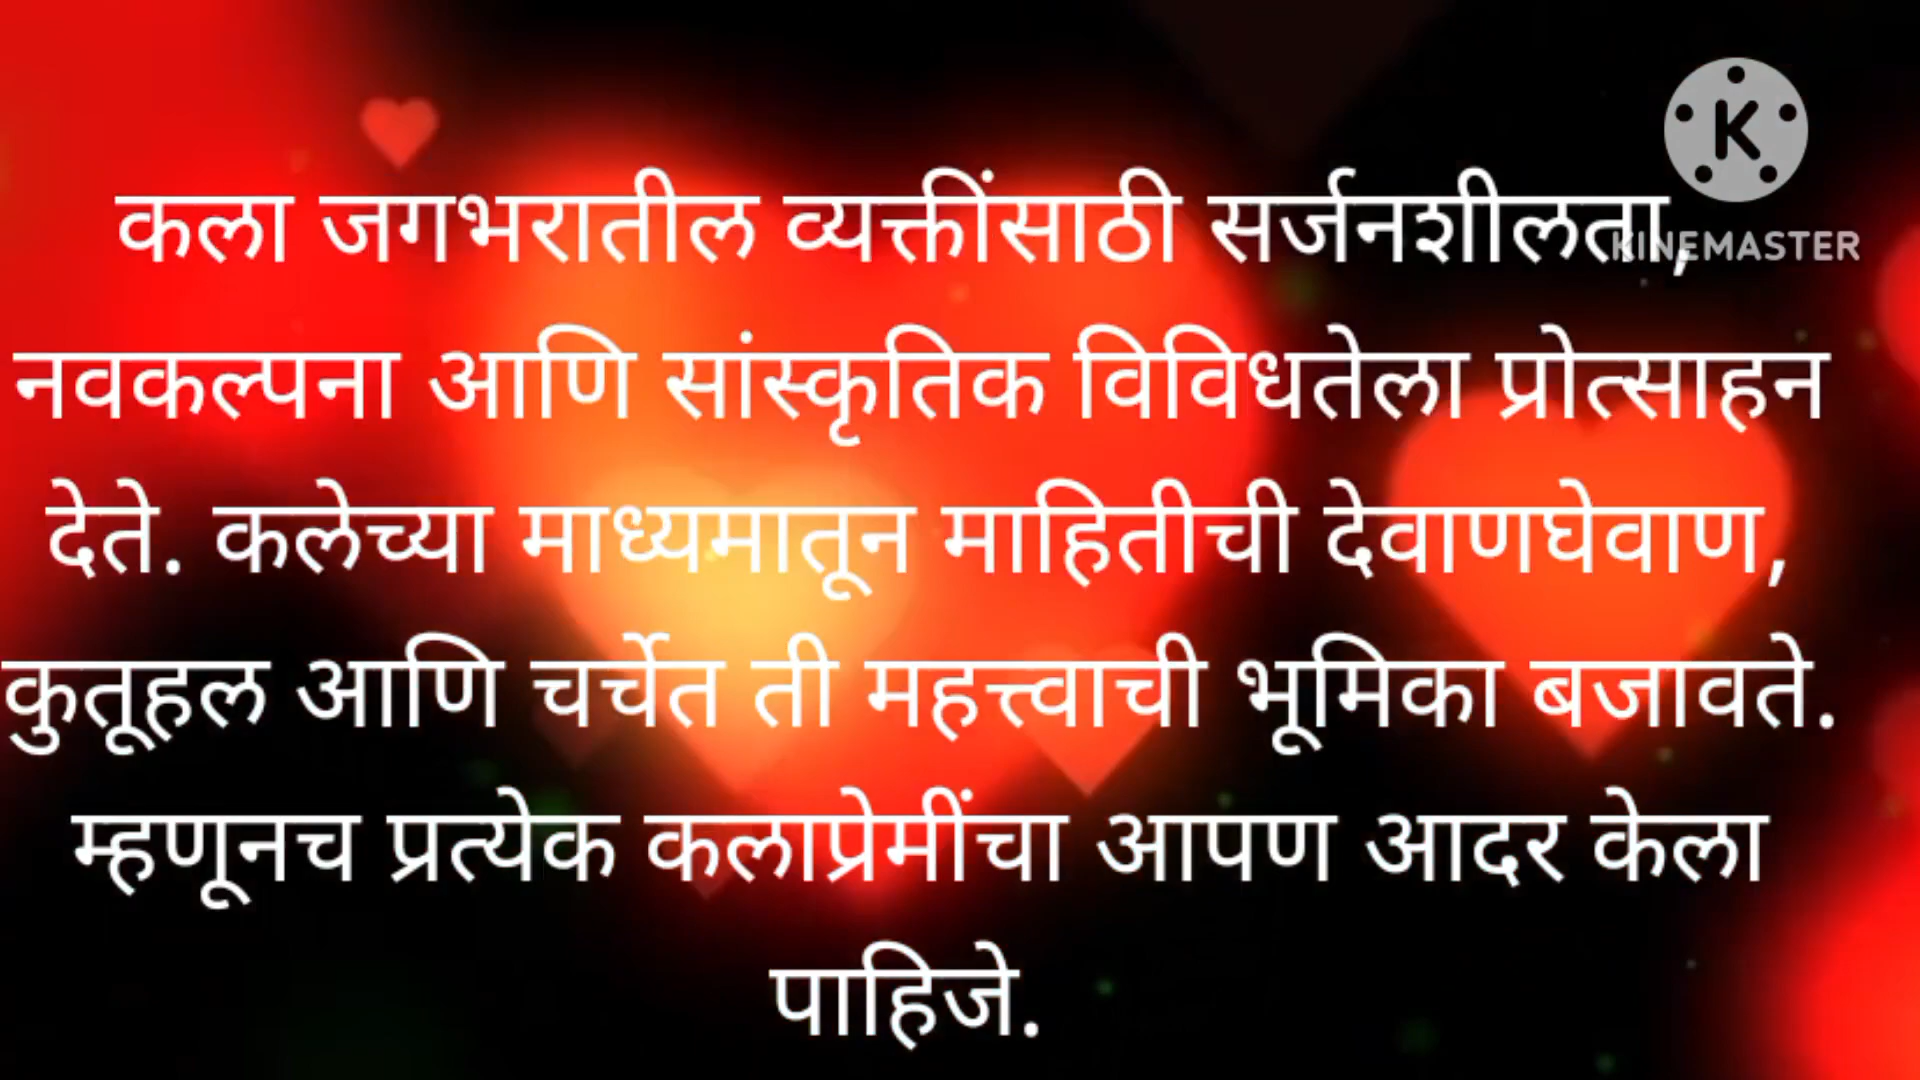 कला जगभरातील व्यक्तींसाठी सर्जनशीलता,
नवकल्पना आणि सांस्कृतिक विविधतेला प्रोत्साहन
देते. कलेच्या माध्यमातून माहितीची देवाणघेवाण,
कुतूहल आणि चर्चेत ती महत्त्वाची भूमिका बजावते.
म्हणूनच प्रत्येक कलाप्रेमींचा आपण आदर केला
पाहिजे.
K
KINEMASTER